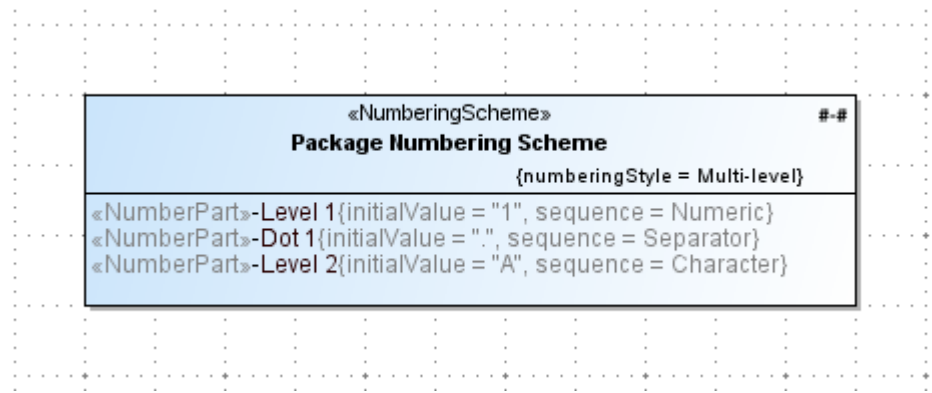 «NumberingScheme»
#-#
Package Numbering Scheme
{numberingStyle = Multi-level}
«NumberPart»-Level 1{initialValue = "1", sequence = Numeric}
«NumberPart»-Dot 1{initialValue = ".", sequence = Separator}
«NumberPart»-Level 2{initialValue = "A", sequence = Character}